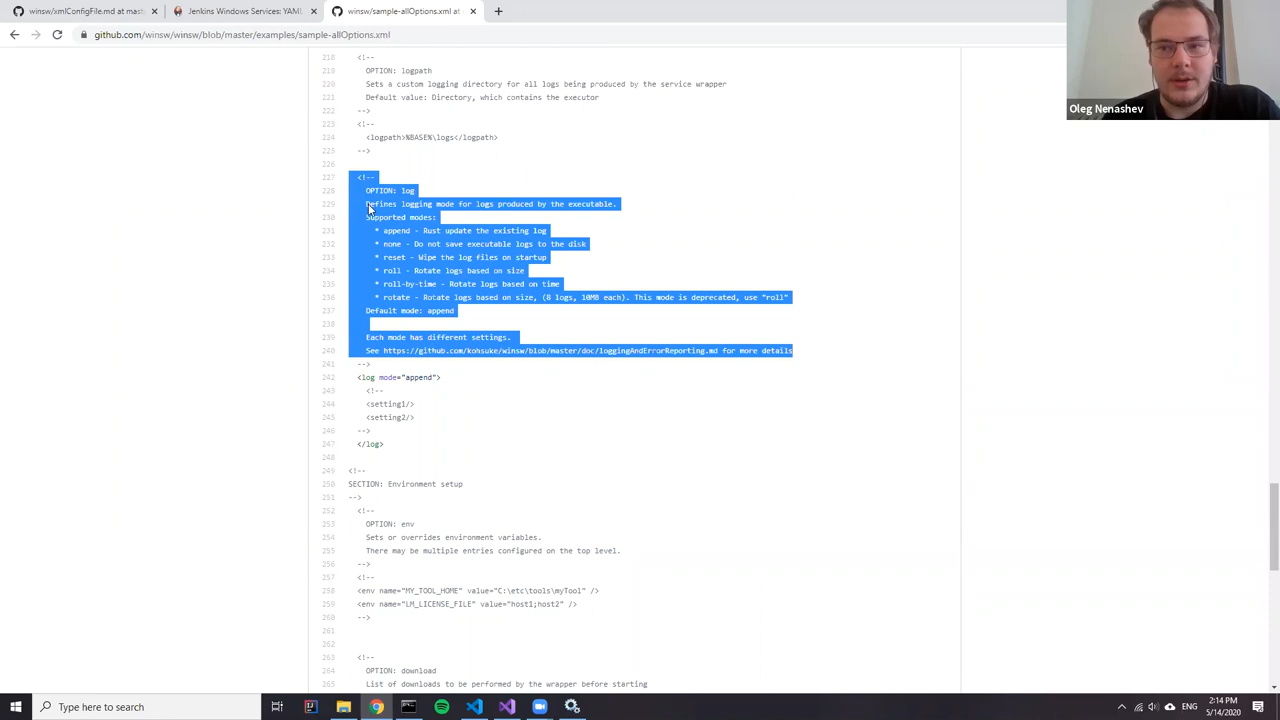 winsw/xmlConfigFile.md at mast
Jenkins Windows Services: YAML
winsw/sample-allOptions.xml at
github.com/winsw/winsw/blob/master/examples/sample-allOptions.xml
Oleg Nenashev
218 <!--
219 OPTION: logpath
220 Sets a custom logging directory for all logs being produced by the service wrapper
221 Default value: Directory, which contains the executor
222 -->
223 <!--
224 <logpath>%BASE%\logs</logpath>
225 -->
226
227 <!--
228 OPTION: log
229 Defines logging mode for logs produced by the executable.
230 Supported modes:
231 * append - Rust update the existing log
232 * none - Do not save executable logs to the disk
233 * reset - Wipe the log files on startup
234 * roll - Rotate logs based on size
235 * roll-by-time - Rotate logs based on time
236 * rotate - Rotate logs based on size, (8 logs, 10MB each). This mode is deprecated, use "roll"
237 Default mode: append
238
239 Each mode has different settings.
240 See https://github.com/kohsuke/winsw/blob/master/doc/loggingAndErrorReporting.md for more details
241 -->
242 <log mode="append">
243 <!--
244 <setting1/>
245 <setting2/>
246 -->
247 </log>
248
249 <!--
250 SECTION: Environment setup
251 -->
252 <!--
253 OPTION: env
254 Sets or overrides environment variables.
255 There may be multiple entries configured on the top level.
256 -->
257 <!--
258 <env name="MY_TOOL_HOME" value="C:\etc\tools\myTool" />
259 <env name="LM_LICENSE_FILE" value="host1;host2" />
260 -->
261
262
263 <!--
264 OPTION: download
265 List of downloads to be performed by the wrapper before starting
Type here to search
2:14 PM
5/14/2020